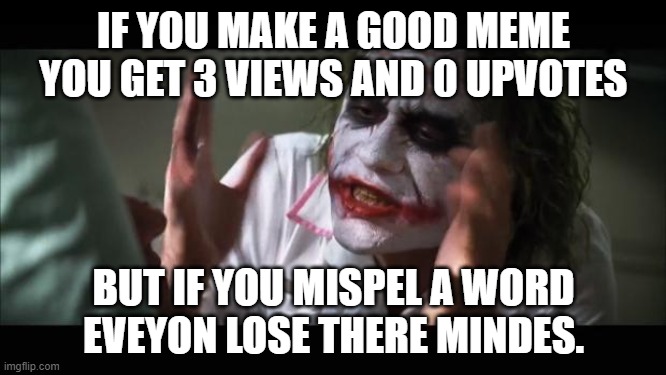 IF YOU MAKE A GOOD MEME
YOU GET 3 VIEWS AND 0 UPVOTES
BUT IF YOU MISPEL A WORD
EVEYON LOSE THERE MINDES.
imgflip.com